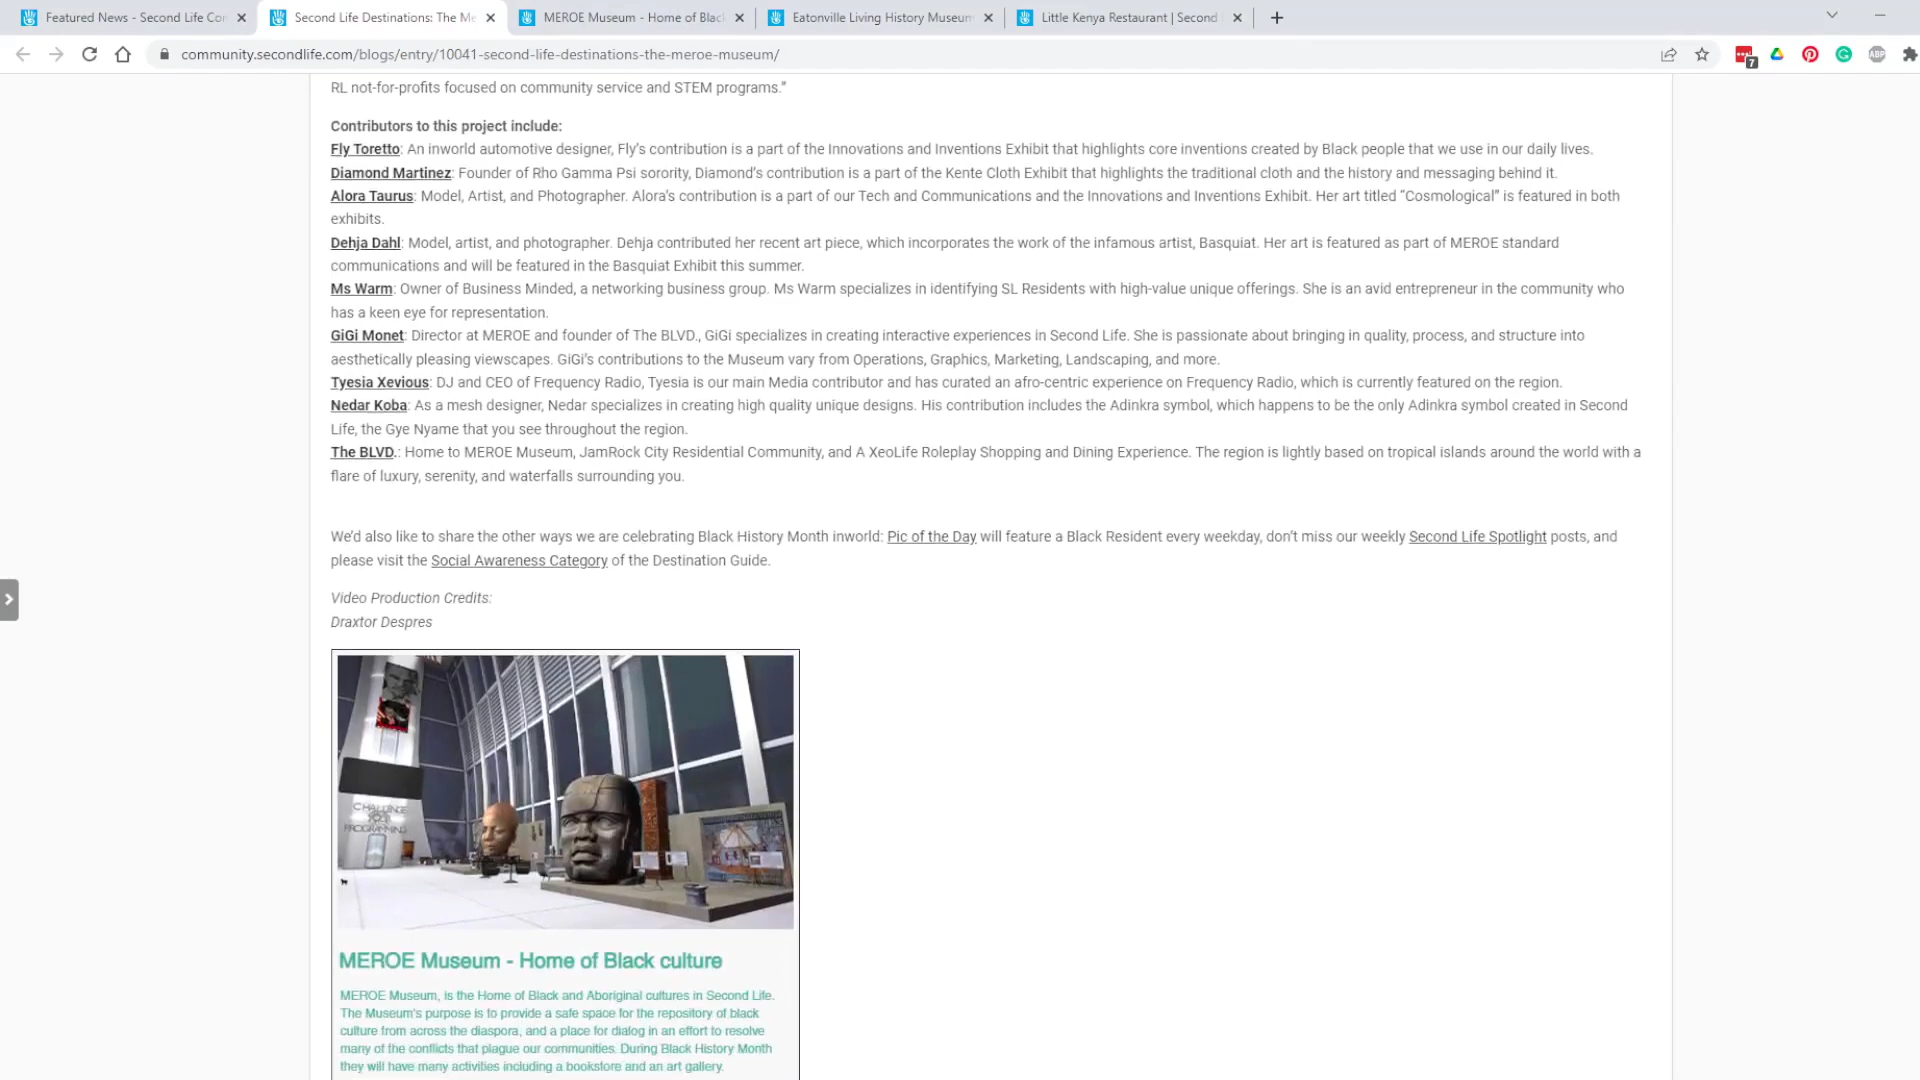 Featured News - Second Life Cor
Second Life Destinations: The Me
MEROE Museum - Home of Blac
Eatonville Living History Museum
Little Kenya Restaurant | Second
community.secondlife.com/blogs/entry/10041-second-life-destinations-the-meroe-museum/
7
ABP
RL not-for-profits focused on community service and STEM programs.”
Contributors to this project include:
Fly Toretto: An inworld automotive designer, Fly’s contribution is a part of the Innovations and Inventions Exhibit that highlights core inventions created by Black people that we use in our daily lives.
Diamond Martinez: Founder of Rho Gamma Psi sorority, Diamond’s contribution is a part of the Kente Cloth Exhibit that highlights the traditional cloth and the history and messaging behind it.
Alora Taurus: Model, Artist, and Photographer. Alora’s contribution is a part of our Tech and Communications and the Innovations and Inventions Exhibit. Her art titled “Cosmological” is featured in both
exhibits.
Dehja Dahl: Model, artist, and photographer. Dehja contributed her recent art piece, which incorporates the work of the infamous artist, Basquiat. Her art is featured as part of MEROE standard
communications and will be featured in the Basquiat Exhibit this summer.
Ms Warm: Owner of Business Minded, a networking business group. Ms Warm specializes in identifying SL Residents with high-value unique offerings. She is an avid entrepreneur in the community who
has a keen eye for representation.
GiGi Monet: Director at MEROE and founder of The BLVD., GiGi specializes in creating interactive experiences in Second Life. She is passionate about bringing in quality, process, and structure into
aesthetically pleasing viewscapes. GiGi’s contributions to the Museum vary from Operations, Graphics, Marketing, Landscaping, and more.
Tyesia Xevious: DJ and CEO of Frequency Radio, Tyesia is our main Media contributor and has curated an afro-centric experience on Frequency Radio, which is currently featured on the region.
Nedar Koba: As a mesh designer, Nedar specializes in creating high quality unique designs. His contribution includes the Adinkra symbol, which happens to be the only Adinkra symbol created in Second
Life, the Gye Nyame that you see throughout the region.
The BLVD.: Home to MEROE Museum, JamRock City Residential Community, and A XeoLife Roleplay Shopping and Dining Experience. The region is lightly based on tropical islands around the world with a
flare of luxury, serenity, and waterfalls surrounding you.
We’d also like to share the other ways we are celebrating Black History Month inworld: Pic of the Day will feature a Black Resident every weekday, don’t miss our weekly Second Life Spotlight posts, and
please visit the Social Awareness Category of the Destination Guide.
Video Production Credits:
Draxtor Despres
CHALLENGE
YOUR
PROGRAMMING
MEROE Museum - Home of Black culture
MEROE Museum, is the Home of Black and Aboriginal cultures in Second Life.
The Museum's purpose is to provide a safe space for the repository of black
culture from across the diaspora, and a place for dialog in an effort to resolve
many of the conflicts that plague our communities. During Black History Month
they will have many activities including a bookstore and an art gallery.